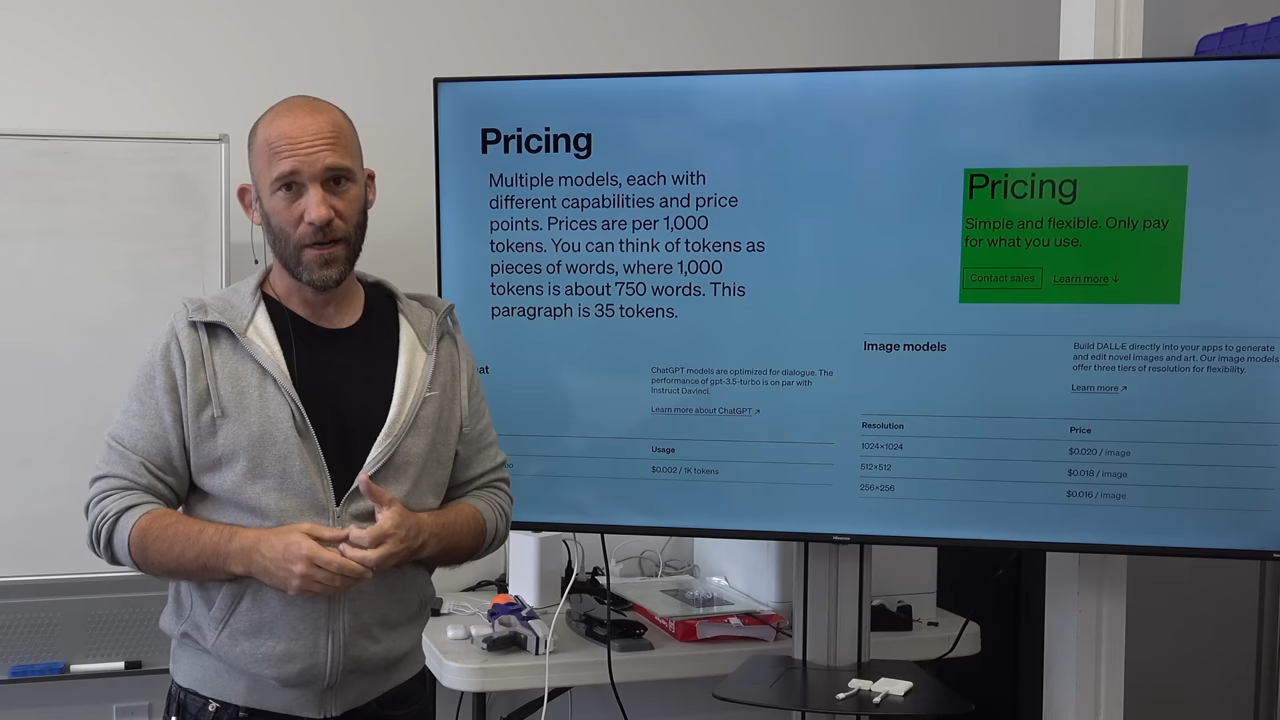 Pricing
Multiple models, each with
different capabilities and price
points. Prices are per 1,000
tokens. You can think of tokens as
pieces of words, where 1,000
tokens is about 750 words. This
paragraph is 35 tokens.
Pricing
Simple and flexible. Only pay
for what you use.
Contact sales
Learn more ↓
at
ChatGPT models are optimized for dialogue. The
performance of gpt-3.5-turbo is on par with
Instruct Davinci.
Learn more about ChatGPT ↗
Usage
$0.002 / 1K tokens
Image models
Build DALL·E directly into your apps to generate
and edit novel images and art. Our image models
offer three tiers of resolution for flexibility.
Learn more ↗
Resolution
Price
1024×1024
$0.020 / image
512×512
$0.018 / image
256×256
$0.016 / image
Hisense